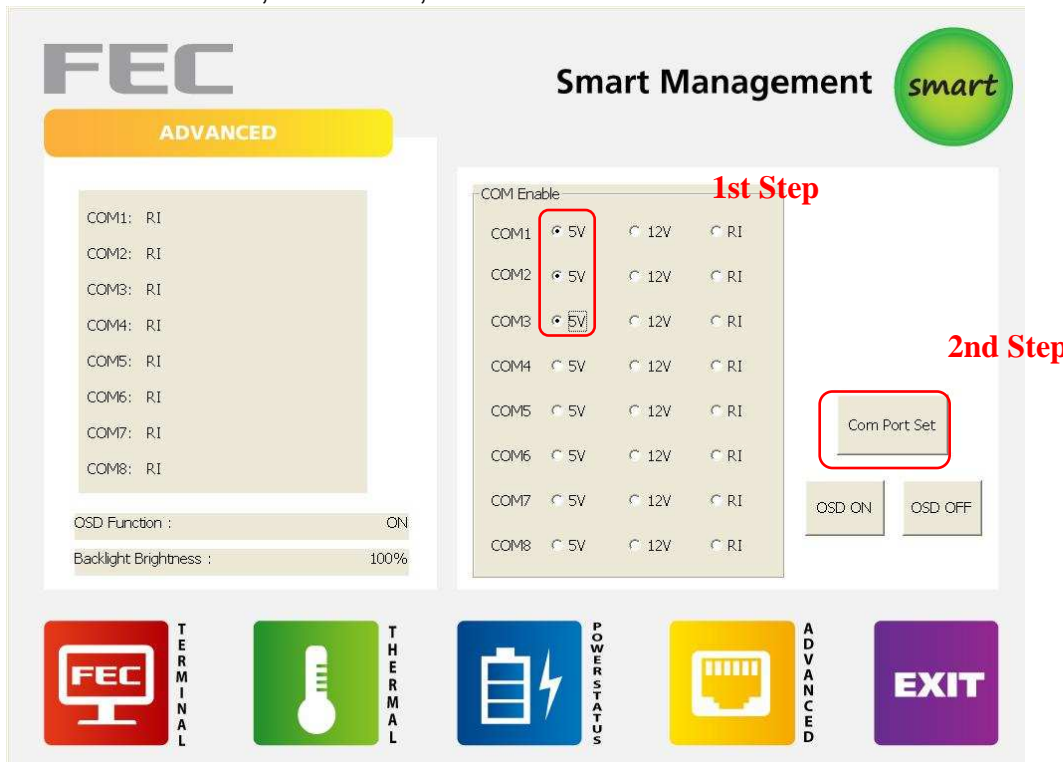 FEC
Smart Management
smart
ADVANCED
COM1: RI
COM2: RI
COM3: RI
COM4: RI
COM5: RI
COM6: RI
COM7: RI
COM8: RI
OSD Function : ON
Backlight Brightness : 100%
COM Enable
1st Step
COM1 5V 12V RI
COM2 5V 12V RI
COM3 5V 12V RI
COM4 5V 12V RI
COM5 5V 12V RI
COM6 5V 12V RI
COM7 5V 12V RI
COM8 5V 12V RI
2nd Step
Com Port Set
OSD ON
OSD OFF
FEC
TERMINAL
THERMAL
POWER STATUS
ADVANCED
EXIT